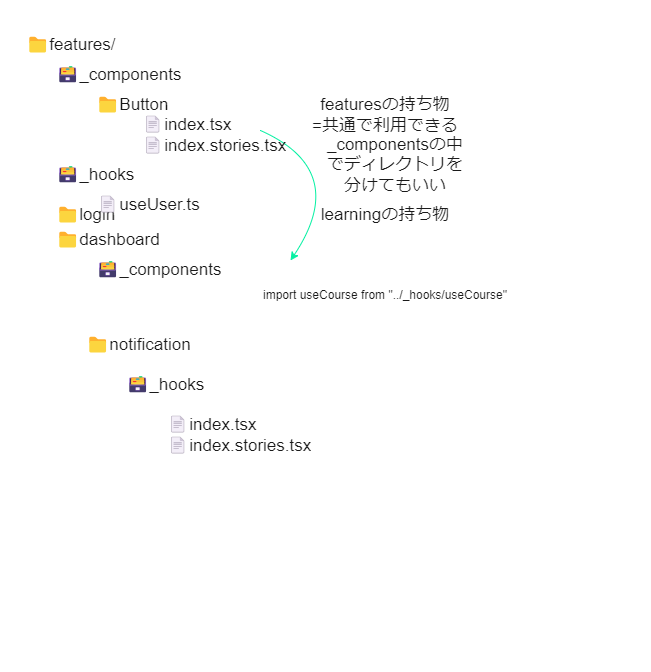 features/
_components
Button
index.tsx
index.stories.tsx
featuresの持ち物
=共通で利用できる
_componentsの中
でディレクトリを
分けてもいい
_hooks
useUser.ts
login
learningの持ち物
dashboard
_components
import useCourse from "../_hooks/useCourse"
notification
_hooks
index.tsx
index.stories.tsx